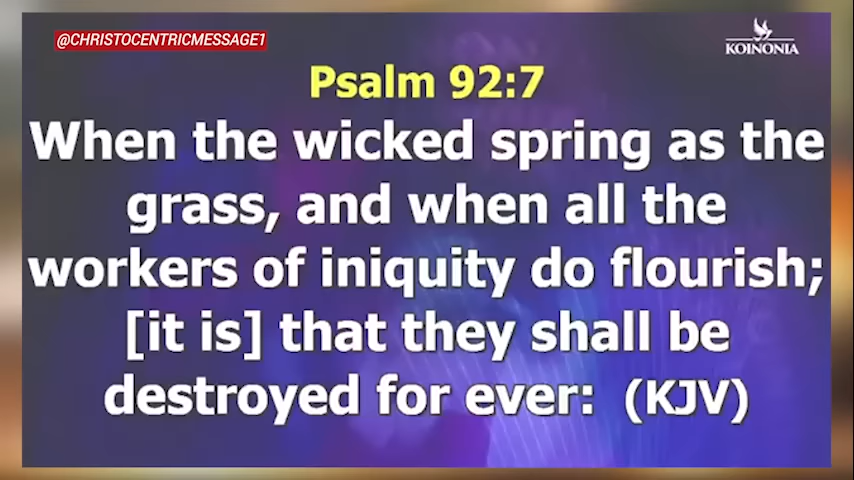 @CHRISTOCENTRICMESSAGE1
KOINONIA
Psalm 92:7
When the wicked spring as the
grass, and when all the
workers of iniquity do flourish;
[it is] that they shall be
destroyed for ever: (KJV)